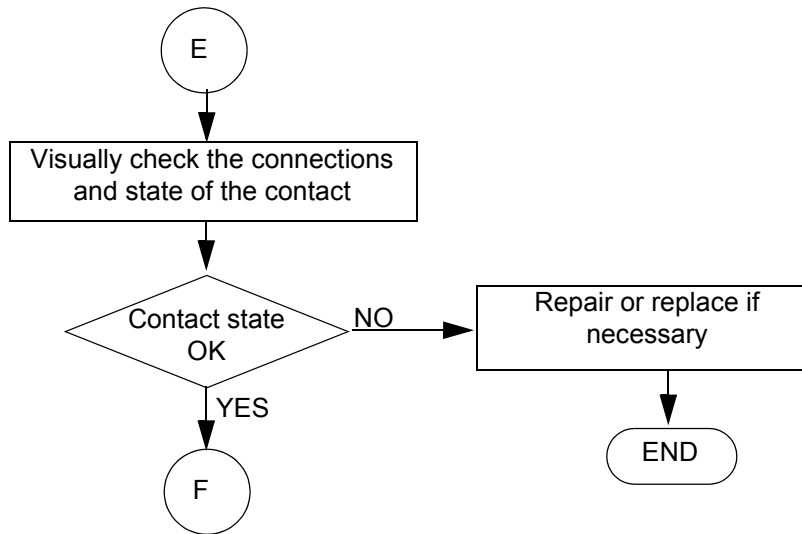 E
Visually check the connections
and state of the contact
Contact state
OK
NO
Repair or replace if
necessary
YES
END
F